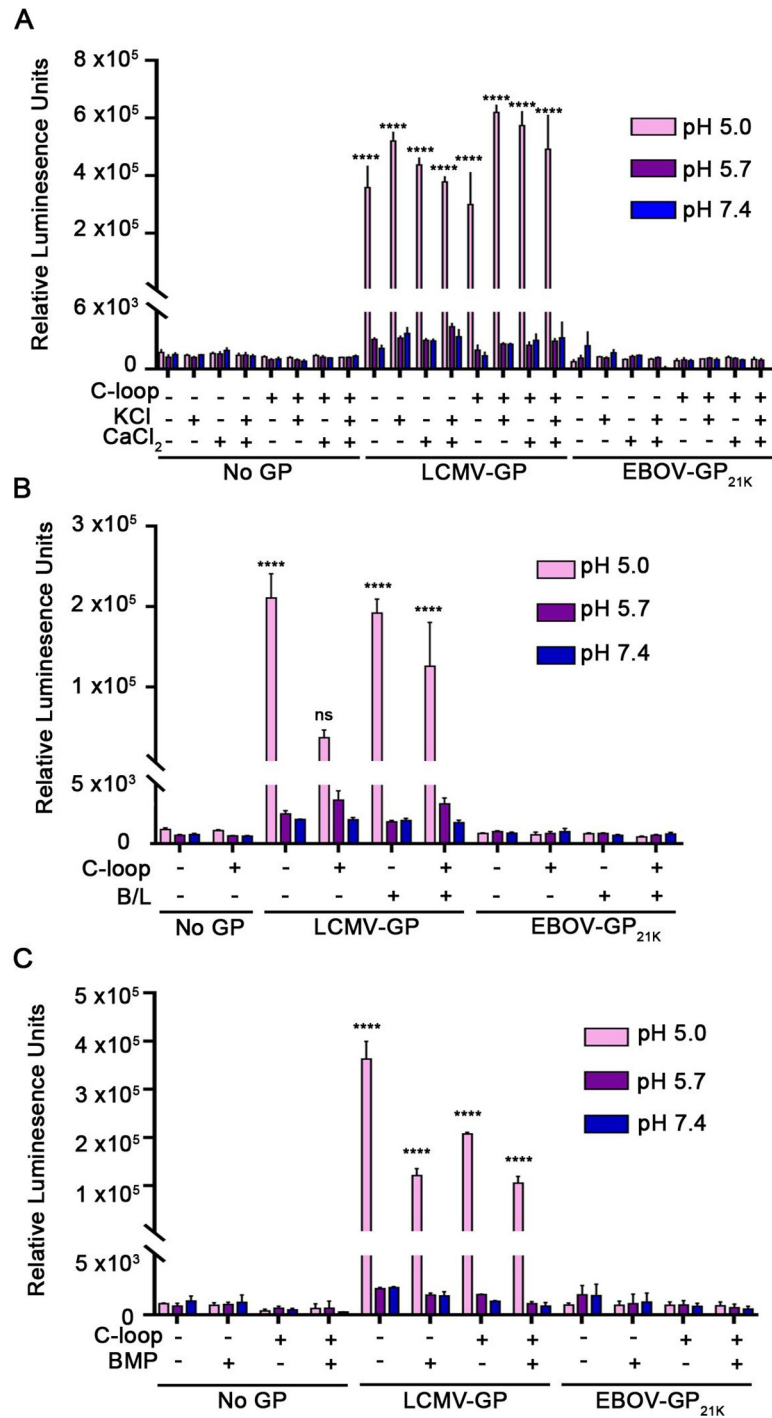 A
Relative Luminesence Units
8 x10⁵
6 x10⁵
4 x10⁵
2 x10⁵
6 x10³
0
**** **** **** **** **** **** **** ****
pH 5.0
pH 5.7
pH 7.4
C-loop - - - - + + + + - - - - + + + + - - - - + + + +
KCl - + - + - + - + - + - + - + - + - + - + - + - +
CaCl₂ - - + + - - + + - - + + - - + + - - + + - - + +
No GP LCMV-GP EBOV-GP₂₁ₖ
B
Relative Luminesence Units
3 x10⁵
2 x10⁵
1 x10⁵
5 x10³
0
**** ns **** ****
pH 5.0
pH 5.7
pH 7.4
C-loop - + - + - + - + - +
B/L - - - - + + - - + +
No GP LCMV-GP EBOV-GP₂₁ₖ
C
Relative Luminesence Units
5 x10⁵
4 x10⁵
3 x10⁵
2 x10⁵
1 x10⁵
5 x10³
0
**** **** **** ****
pH 5.0
pH 5.7
pH 7.4
C-loop - - + + - - + + - - + +
BMP - + - + - + - + - + - +
No GP LCMV-GP EBOV-GP₂₁ₖ